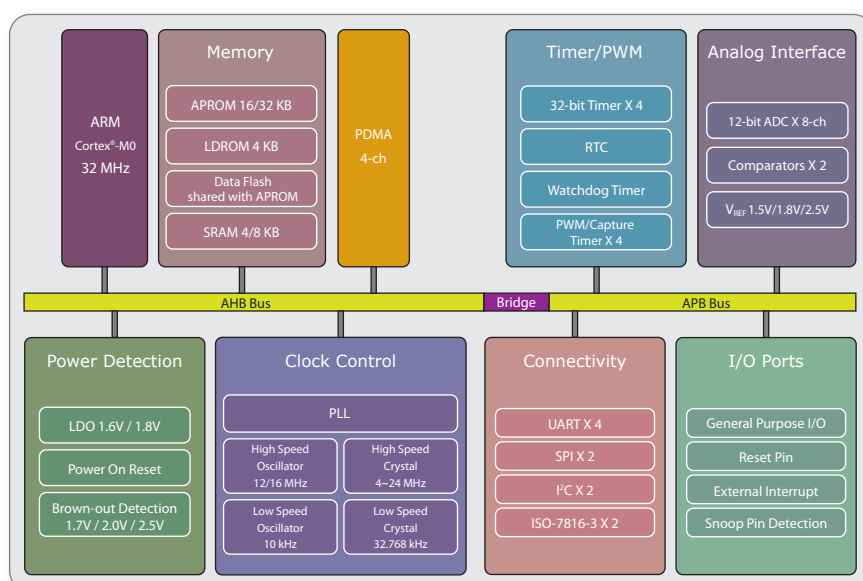 ARM
Cortex®-M0
32 MHz
Memory
APROM 16/32 KB
LDROM 4 KB
Data Flash
shared with APROM
SRAM 4/8 KB
PDMA
4-ch
Timer/PWM
32-bit Timer X 4
RTC
Watchdog Timer
PWM/Capture
Timer X 4
Analog Interface
12-bit ADC X 8-ch
Comparators X 2
VREF 1.5V/1.8V/2.5V
AHB Bus
Bridge
APB Bus
Power Detection
LDO 1.6V / 1.8V
Power On Reset
Brown-out Detection
1.7V / 2.0V / 2.5V
Clock Control
PLL
High Speed
Oscillator
12/16 MHz
High Speed
Crystal
4~24 MHz
Low Speed
Oscillator
10 kHz
Low Speed
Crystal
32.768 kHz
Connectivity
UART X 4
SPI X 2
I²C X 2
ISO-7816-3 X 2
I/O Ports
General Purpose I/O
Reset Pin
External Interrupt
Snoop Pin Detection